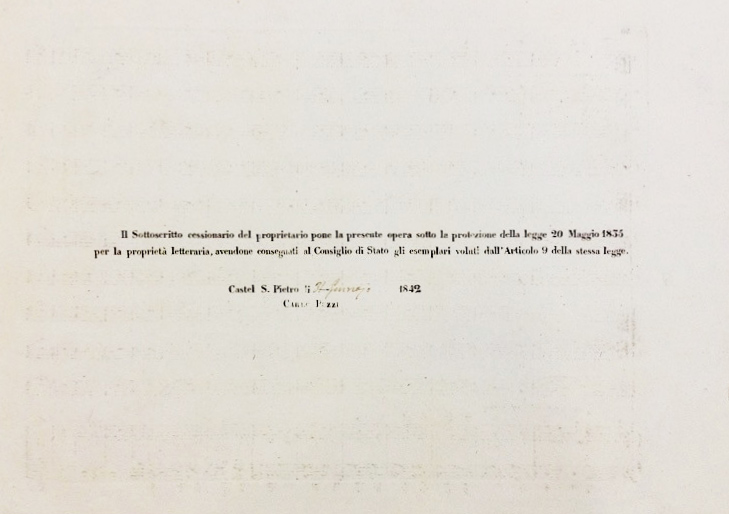 Il Sottoscritto cessionario del proprietario pone la presente opera sotto la protezione della legge 20 Maggio 1835
per la proprietà letteraria, avendone consegnati al Consiglio di Stato gli esemplari voluti dall'Articolo 9 della stessa legge.
Castel S. Pietro li 1842
CARLO POZZI